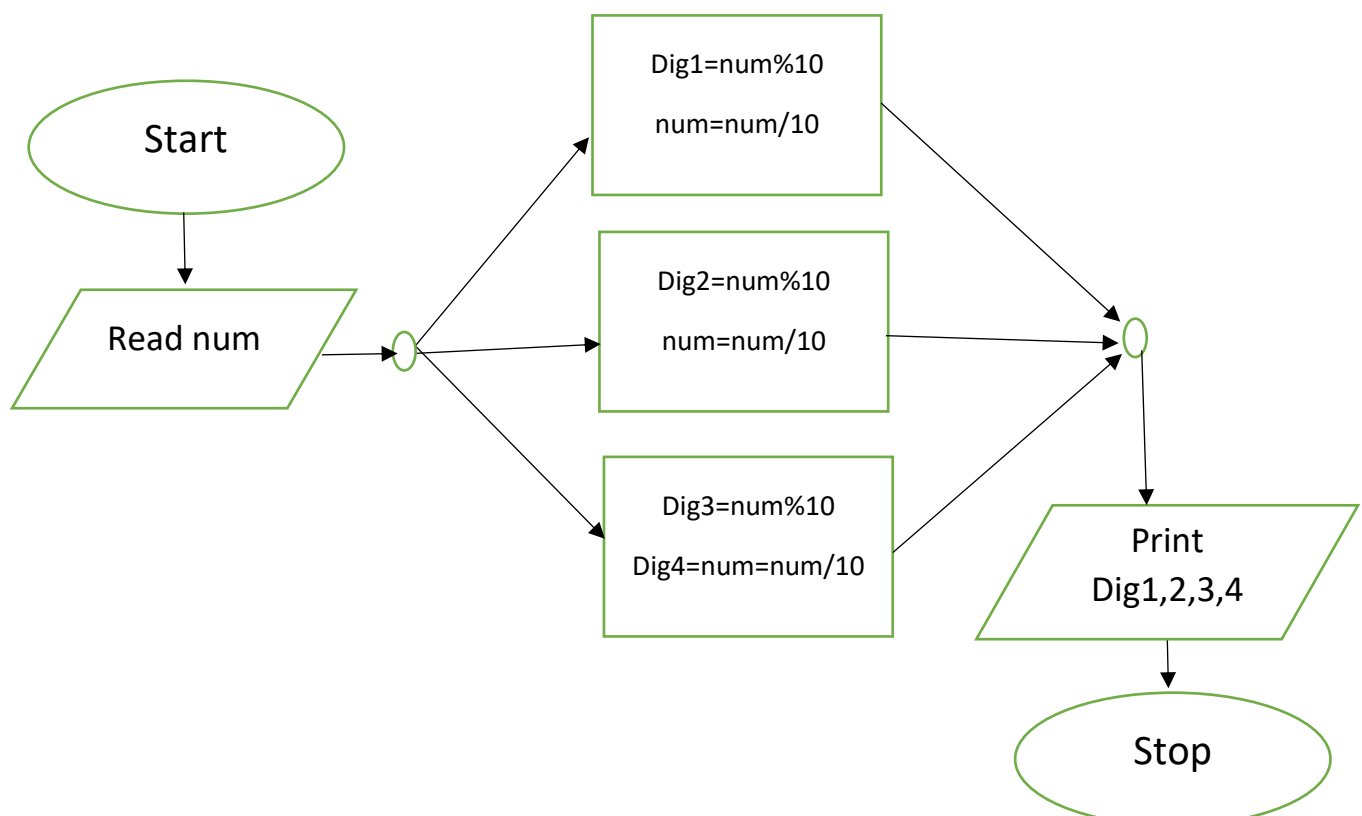 Start
Read num
Dig1=num%10
num=num/10
Dig2=num%10
num=num/10
Dig3=num%10
Dig4=num=num/10
Print
Dig1,2,3,4
Stop